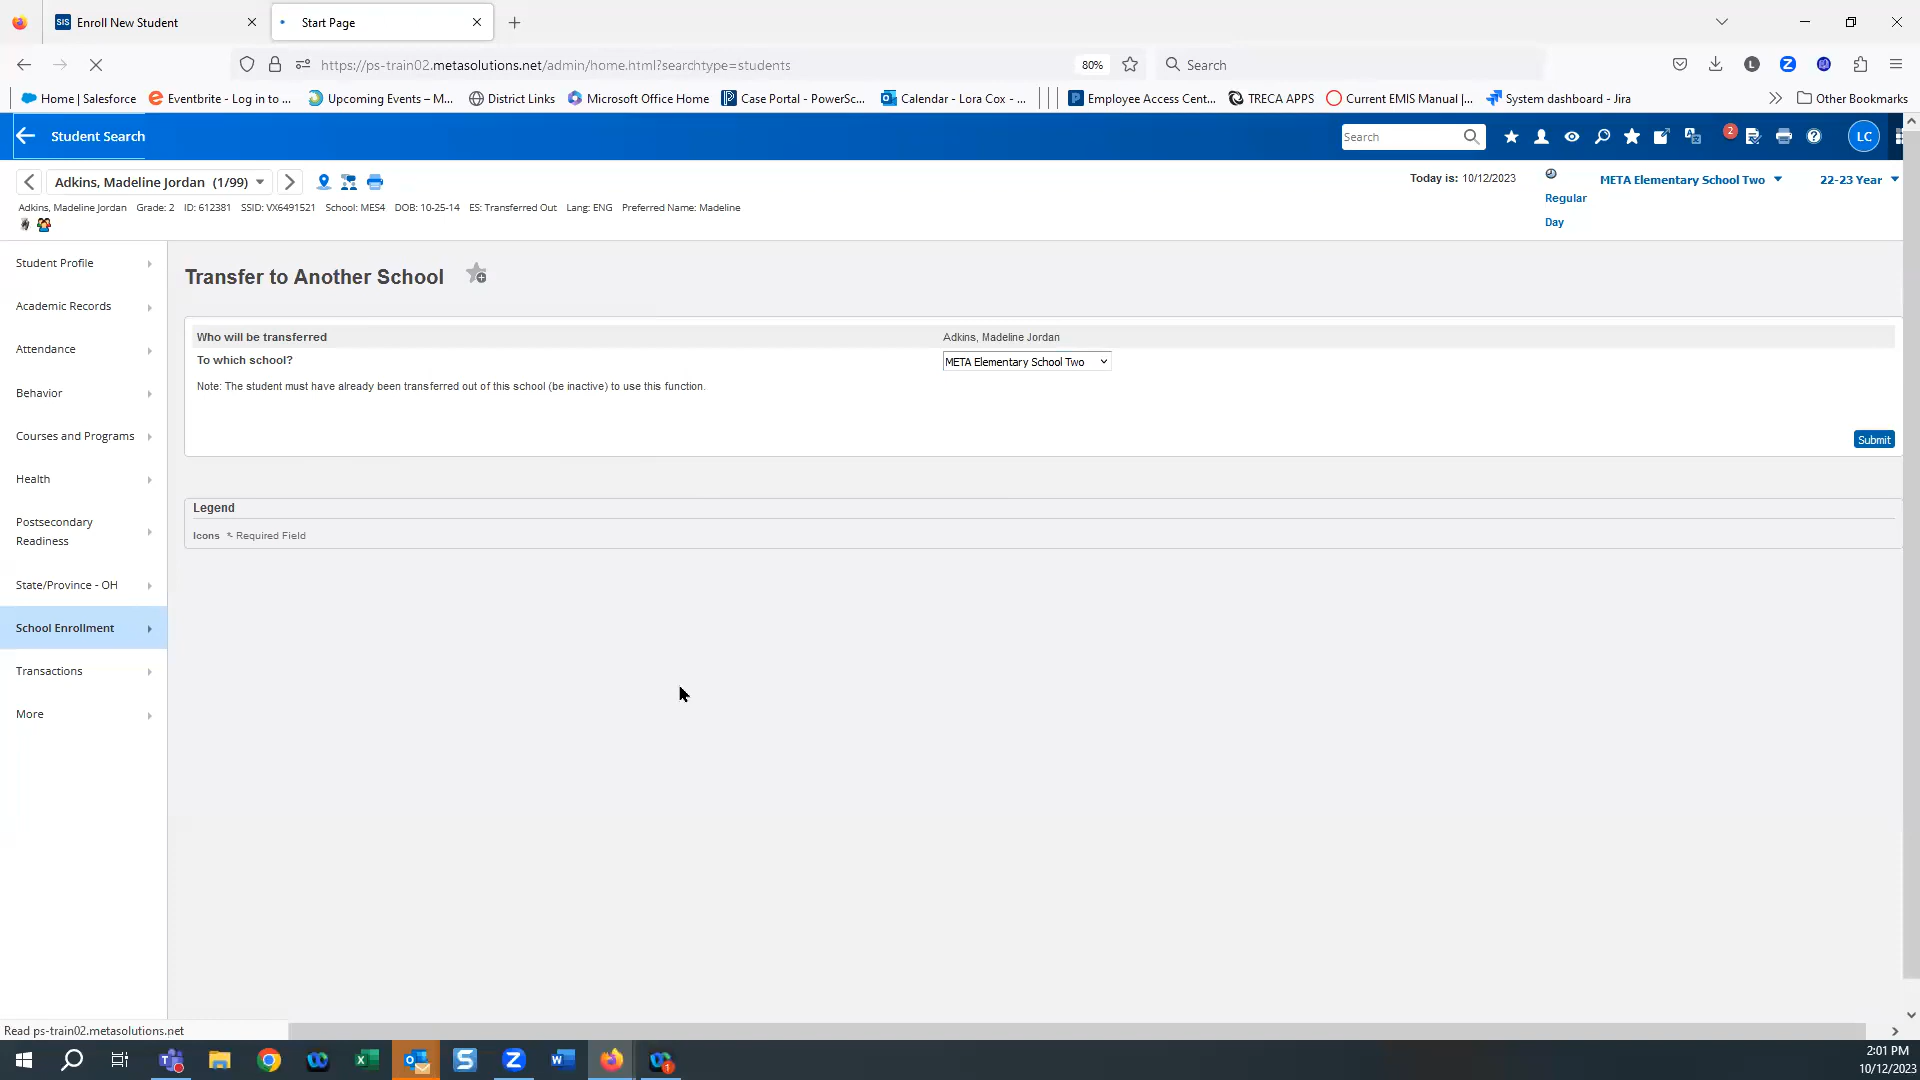 SIS Enroll New Student
Start Page
https://ps-train02.metasolutions.net/admin/home.html?searchtype=students
80%
Search
Home | Salesforce
Eventbrite - Log in to ...
Upcoming Events – M...
District Links
Microsoft Office Home
Case Portal - PowerSc...
Calendar - Lora Cox - ...
Employee Access Cent...
TRECA APPS
Current EMIS Manual |...
System dashboard - Jira
Other Bookmarks
Student Search
Search
2
LC
Adkins, Madeline Jordan (1/99)
Today is: 10/12/2023
Regular
Day
META Elementary School Two
22-23 Year
Adkins, Madeline Jordan Grade: 2 ID: 612381 SSID: VX6491521 School: MES4 DOB: 10-25-14 ES: Transferred Out Lang: ENG Preferred Name: Madeline
Student Profile
Academic Records
Attendance
Behavior
Courses and Programs
Health
Postsecondary
Readiness
State/Province - OH
School Enrollment
Transactions
More
Transfer to Another School
Who will be transferred
Adkins, Madeline Jordan
To which school?
META Elementary School Two
Note: The student must have already been transferred out of this school (be inactive) to use this function.
Submit
Legend
Icons Required Field
Read ps-train02.metasolutions.net
2:01 PM
10/12/2023